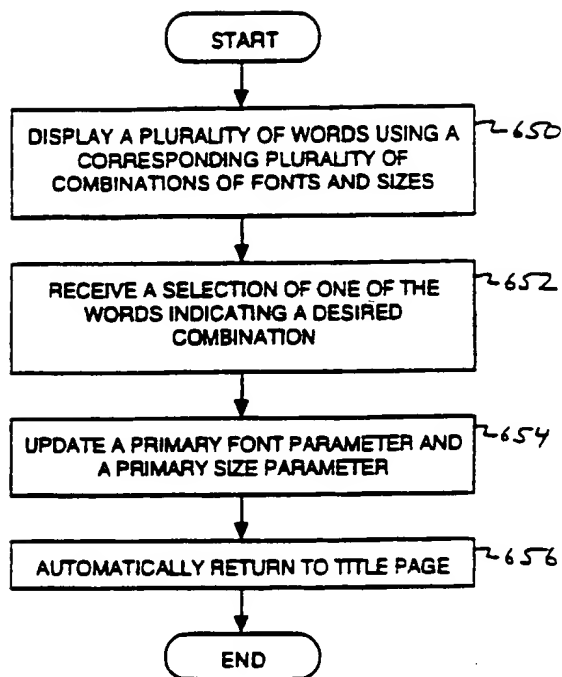 START
DISPLAY A PLURALITY OF WORDS USING A
CORRESPONDING PLURALITY OF
COMBINATIONS OF FONTS AND SIZES
650
RECEIVE A SELECTION OF ONE OF THE
WORDS INDICATING A DESIRED
COMBINATION
652
UPDATE A PRIMARY FONT PARAMETER AND
A PRIMARY SIZE PARAMETER
654
AUTOMATICALLY RETURN TO TITLE PAGE
656
END